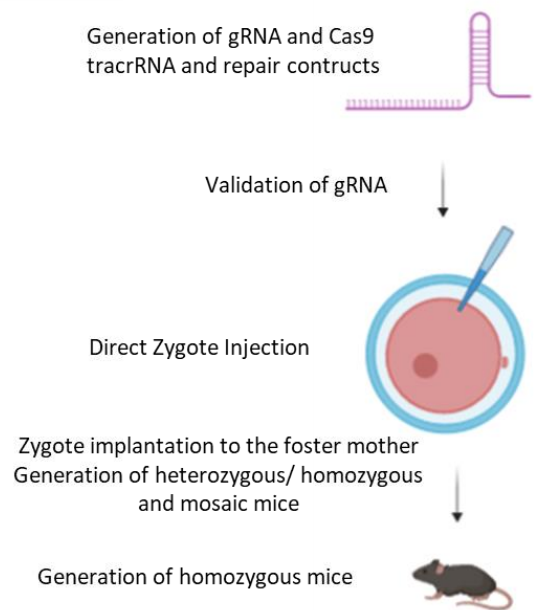 Generation of gRNA and Cas9
tracrRNA and repair contructs
Validation of gRNA
Direct Zygote Injection
Zygote implantation to the foster mother
Generation of heterozygous/ homozygous
and mosaic mice
Generation of homozygous mice